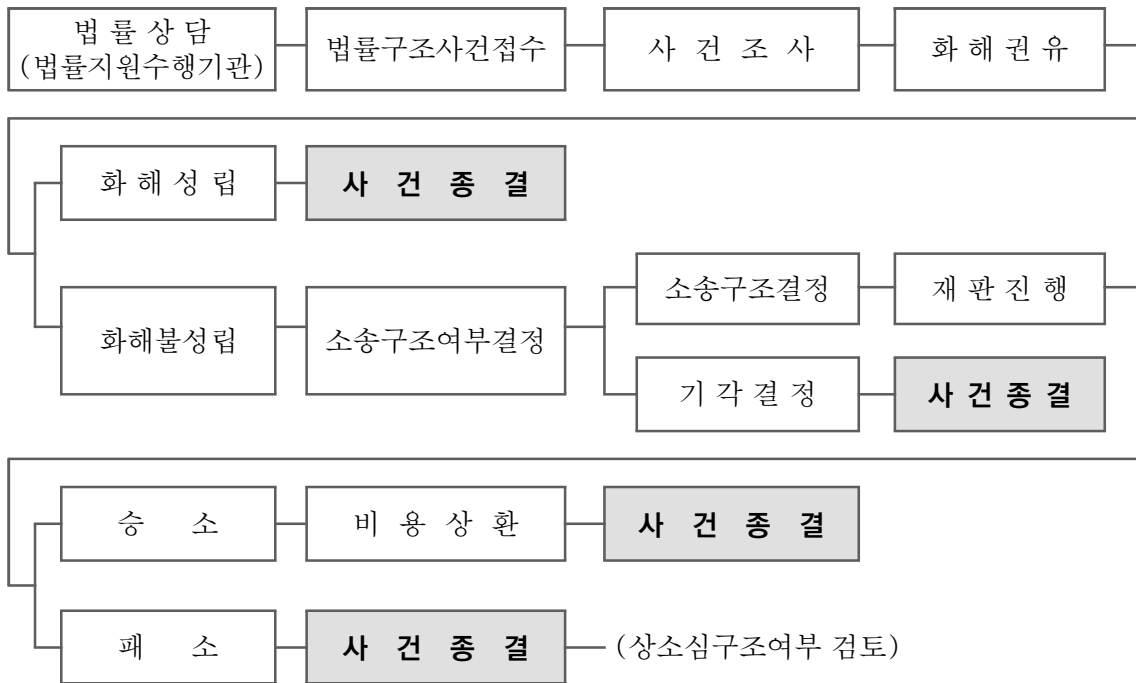 법 률 상 담
(법률지원수행기관)
법률구조사건접수
사 건 조 사
화 해 권 유
화 해 성 립
사 건 종 결
화해불성립
소송구조여부결정
소송구조결정
재 판 진 행
기 각 결 정
사 건 종 결
승 소
비 용 상 환
사 건 종 결
패 소
사 건 종 결
(상소심구조여부 검토)